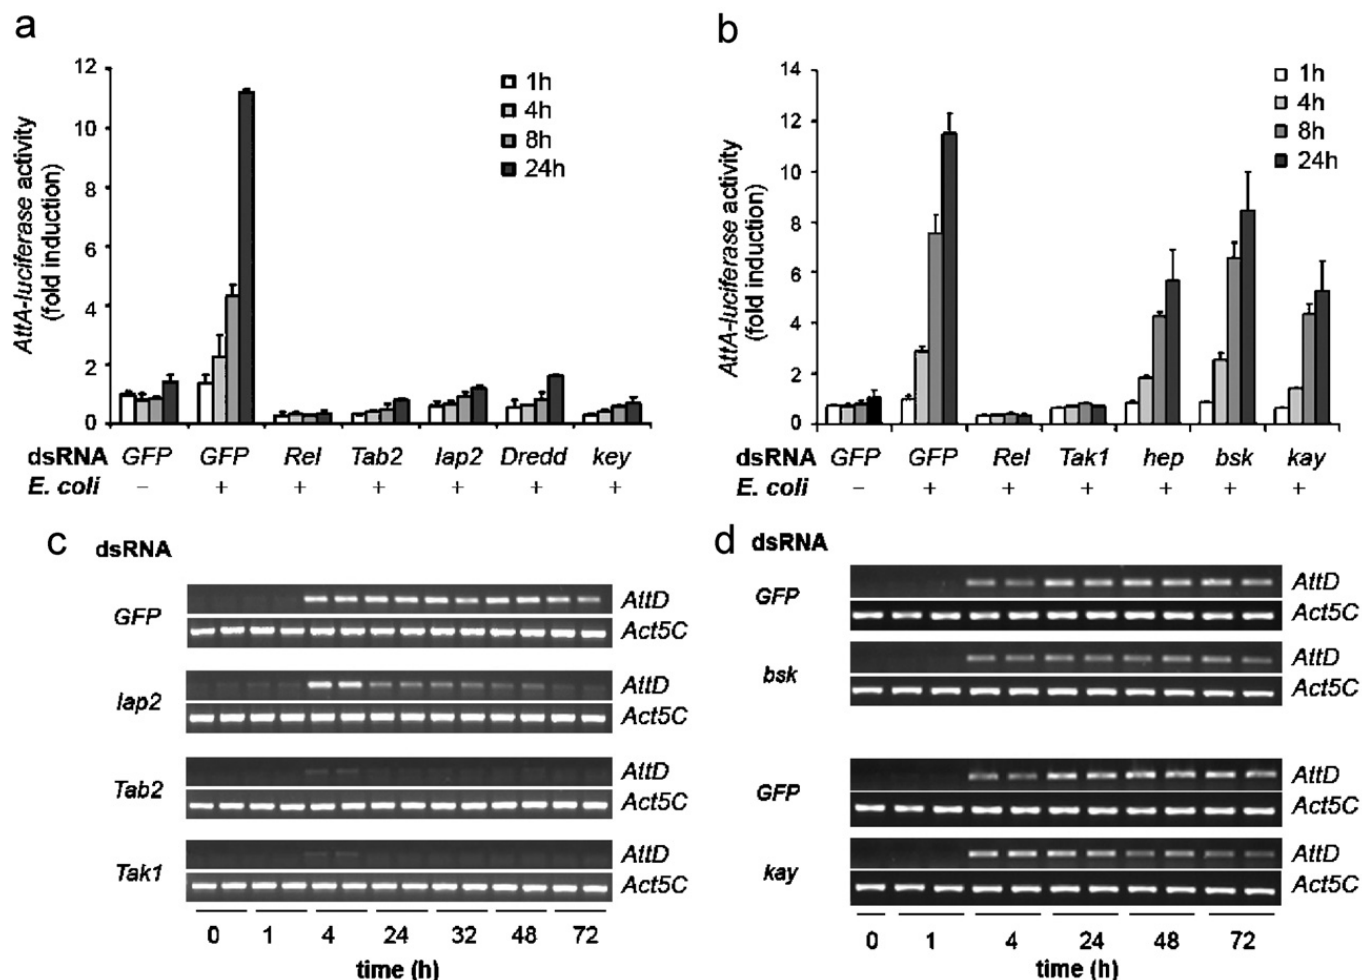 a
12
10
8
6
4
2
0
AttA-luciferase activity
(fold induction)
1h
4h
8h
24h
dsRNA GFP GFP Rel Tab2 Iap2 Dredd key
E. coli – + + + + + +
b
14
12
10
8
6
4
2
0
AttA-luciferase activity
(fold induction)
1h
4h
8h
24h
dsRNA GFP GFP Rel Tak1 hep bsk kay
E. coli – + + + + + +
c dsRNA
GFP
AttD
Act5C
Iap2
AttD
Act5C
Tab2
AttD
Act5C
Tak1
AttD
Act5C
0 1 4 24 32 48 72
time (h)
d dsRNA
GFP
AttD
Act5C
bsk
AttD
Act5C
GFP
AttD
Act5C
kay
AttD
Act5C
0 1 4 24 48 72
time (h)